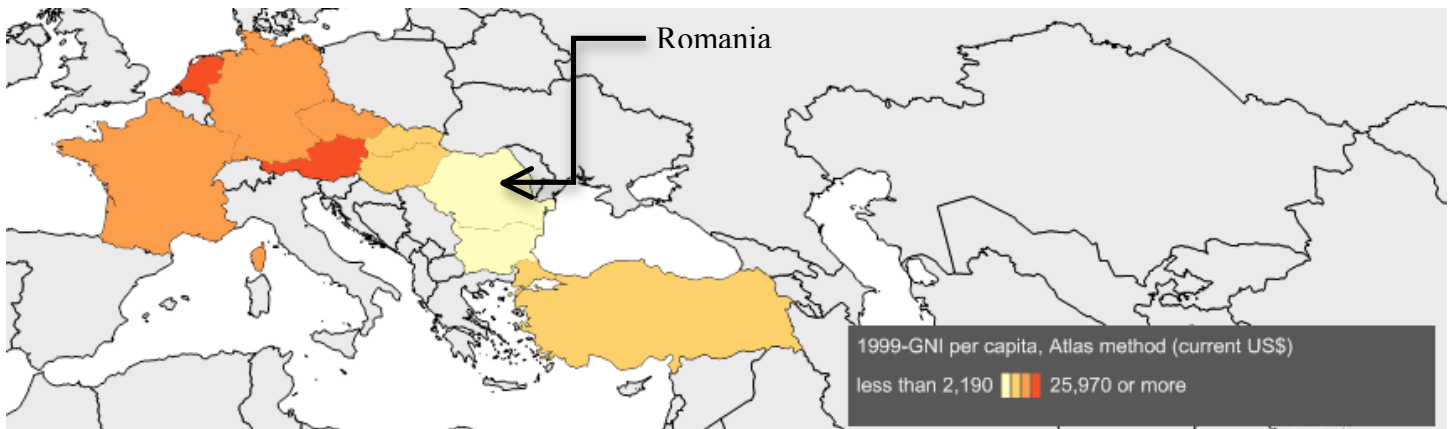 Romania
1999-GNI per capita, Atlas method (current US$)
less than 2,190 25,970 or more